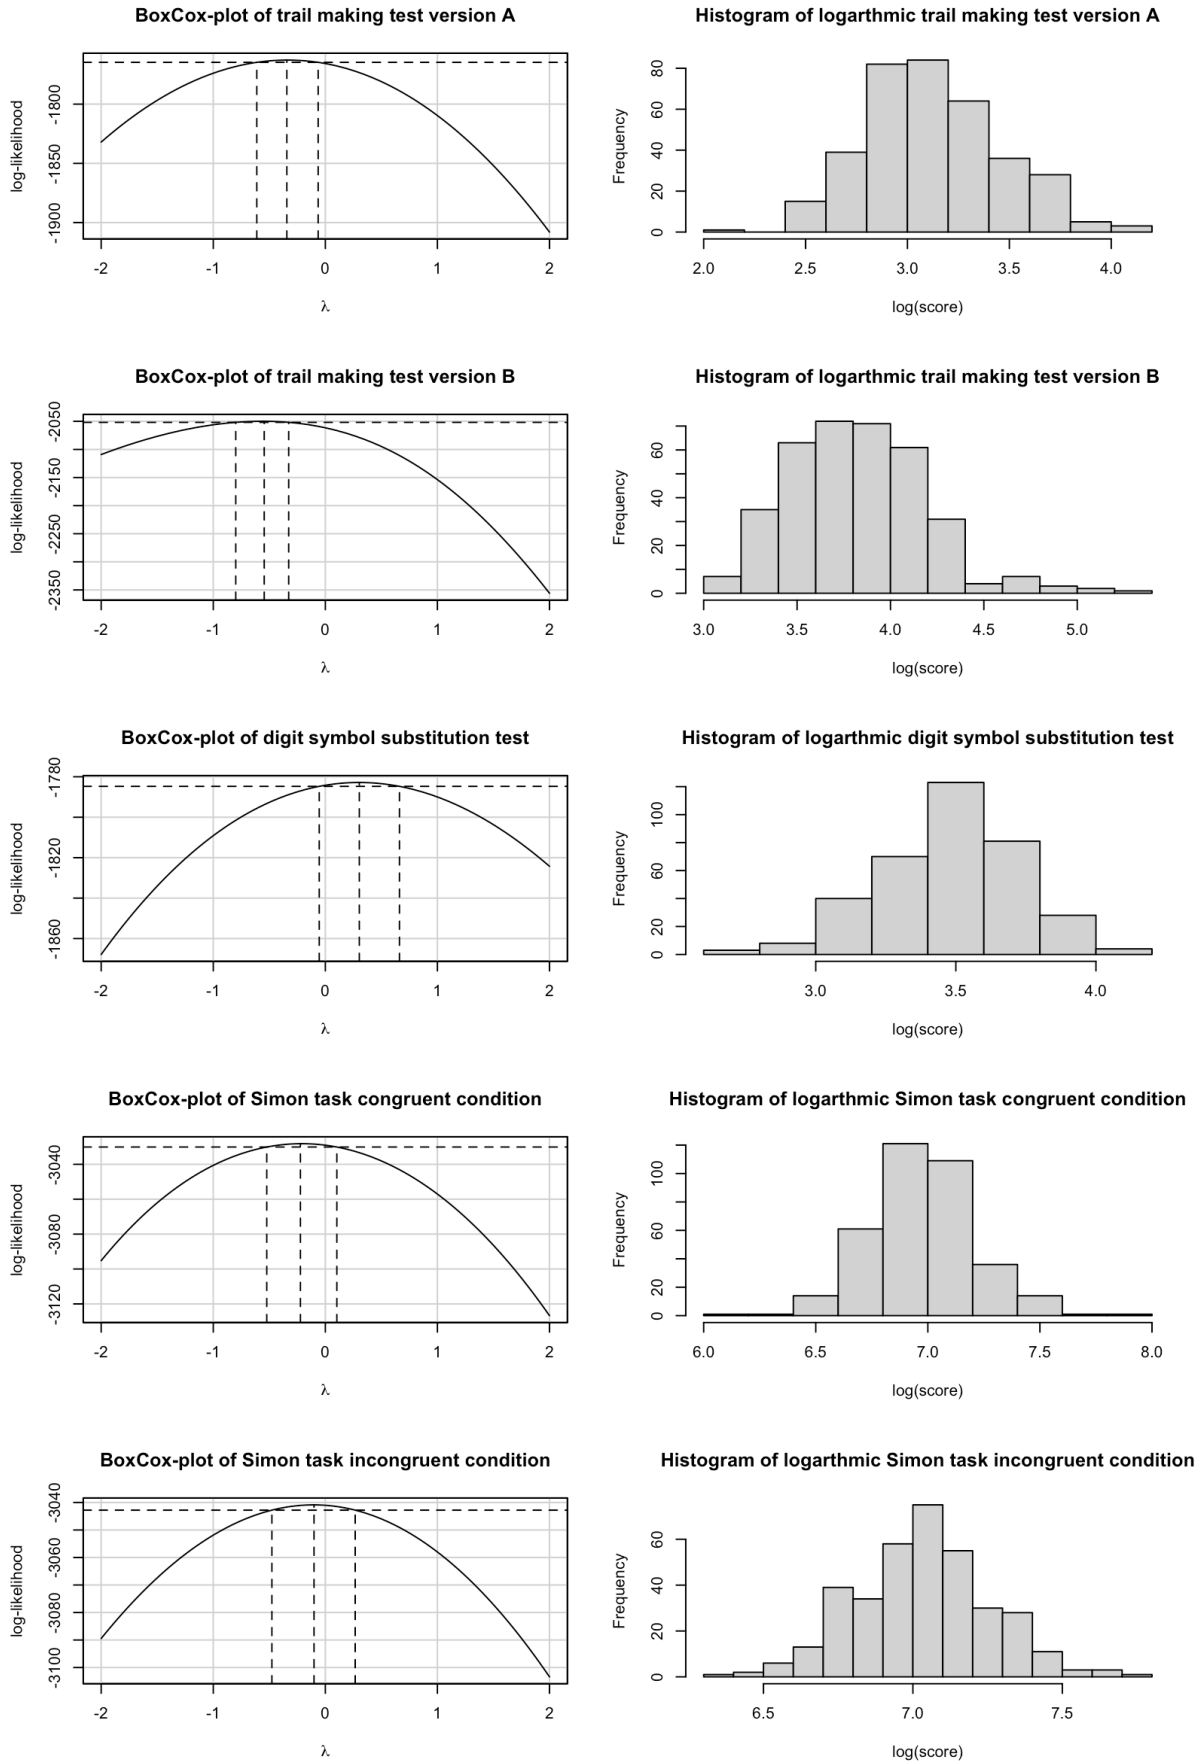 BoxCox-plot of trail making test version A
log-likelihood
-1800
-1850
-1900
-2 -1 0 1 2
λ
Histogram of logarthmic trail making test version A
Frequency
80
60
40
20
0
2.0 2.5 3.0 3.5 4.0
log(score)
BoxCox-plot of trail making test version B
log-likelihood
-2050
-2150
-2250
-2350
-2 -1 0 1 2
λ
Histogram of logarthmic trail making test version B
Frequency
60
40
20
0
3.0 3.5 4.0 4.5 5.0
log(score)
BoxCox-plot of digit symbol substitution test
log-likelihood
-1780
-1820
-1860
-2 -1 0 1 2
λ
Histogram of logarthmic digit symbol substitution test
Frequency
100
60
20
0
3.0 3.5 4.0
log(score)
BoxCox-plot of Simon task congruent condition
log-likelihood
-3040
-3080
-3120
-2 -1 0 1 2
λ
Histogram of logarthmic Simon task congruent condition
Frequency
100
60
20
0
6.0 6.5 7.0 7.5 8.0
log(score)
BoxCox-plot of Simon task incongruent condition
log-likelihood
-3040
-3060
-3080
-3100
-2 -1 0 1 2
λ
Histogram of logarthmic Simon task incongruent condition
Frequency
60
40
20
0
6.5 7.0 7.5
log(score)